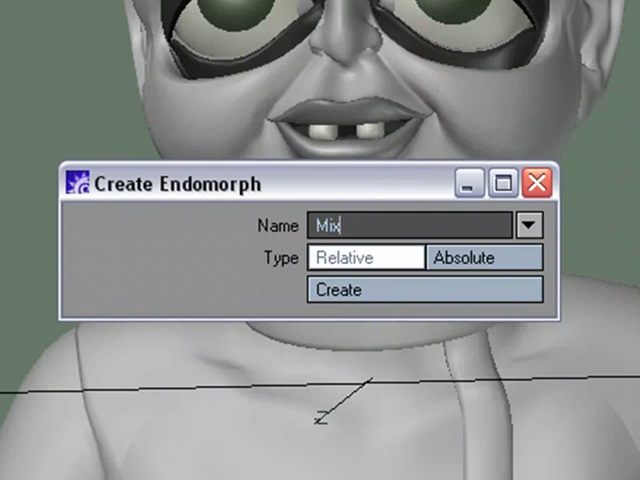 Create Endomorph
Name Mix
Type Relative Absolute
Create
Z